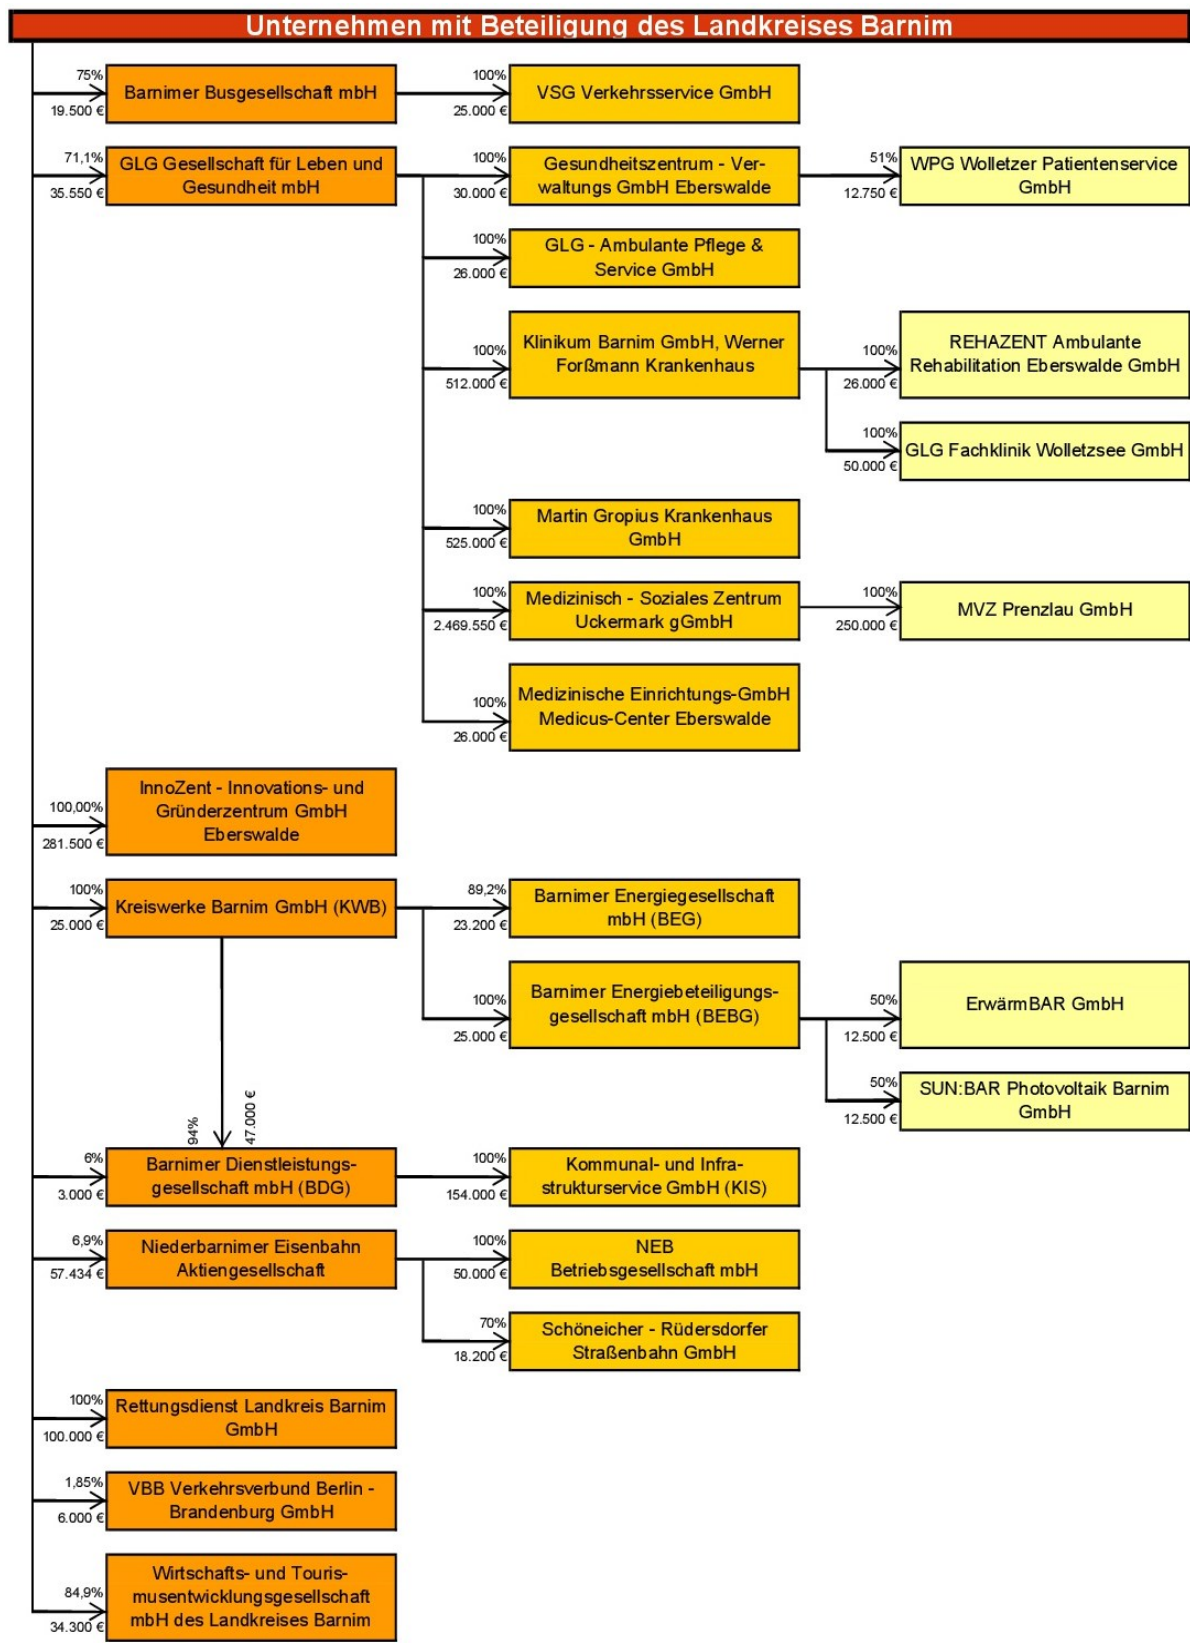 Unternehmen mit Beteiligung des Landkreises Barnim
75%
19.500 €
Barnimer Busgesellschaft mbH
100%
25.000 €
VSG Verkehrsservice GmbH
71,1%
35.550 €
GLG Gesellschaft für Leben und
Gesundheit mbH
100%
30.000 €
Gesundheitszentrum - Ver-
waltungs GmbH Eberswalde
51%
12.750 €
WPG Wolletzer Patientenservice
GmbH
100%
26.000 €
GLG - Ambulante Pflege &
Service GmbH
100%
512.000 €
Klinikum Barnim GmbH, Werner
Forßmann Krankenhaus
100%
26.000 €
REHAZENT Ambulante
Rehabilitation Eberswalde GmbH
100%
50.000 €
GLG Fachklinik Wolletzsee GmbH
100%
525.000 €
Martin Gropius Krankenhaus
GmbH
100%
2.469.550 €
Medizinisch - Soziales Zentrum
Uckermark gGmbH
100%
250.000 €
MVZ Prenzlau GmbH
100%
26.000 €
Medizinische Einrichtungs-GmbH
Medicus-Center Eberswalde
100,00%
281.500 €
InnoZent - Innovations- und
Gründerzentrum GmbH
Eberswalde
100%
25.000 €
Kreiswerke Barnim GmbH (KWB)
89,2%
23.200 €
Barnimer Energiegesellschaft
mbH (BEG)
100%
25.000 €
Barnimer Energiebeteiligungs-
gesellschaft mbH (BEBG)
50%
12.500 €
ErwärmBAR GmbH
50%
12.500 €
SUN:BAR Photovoltaik Barnim
GmbH
94%
47.000 €
6%
3.000 €
Barnimer Dienstleistungs-
gesellschaft mbH (BDG)
100%
154.000 €
Kommunal- und Infra-
strukturservice GmbH (KIS)
6,9%
57.434 €
Niederbarnimer Eisenbahn
Aktiengesellschaft
100%
50.000 €
NEB
Betriebsgesellschaft mbH
70%
18.200 €
Schöneicher - Rüdersdorfer
Straßenbahn GmbH
100%
100.000 €
Rettungsdienst Landkreis Barnim
GmbH
1,85%
6.000 €
VBB Verkehrsverbund Berlin -
Brandenburg GmbH
84,9%
34.300 €
Wirtschafts- und Touris-
musentwicklungsgesellschaft
mbH des Landkreises Barnim